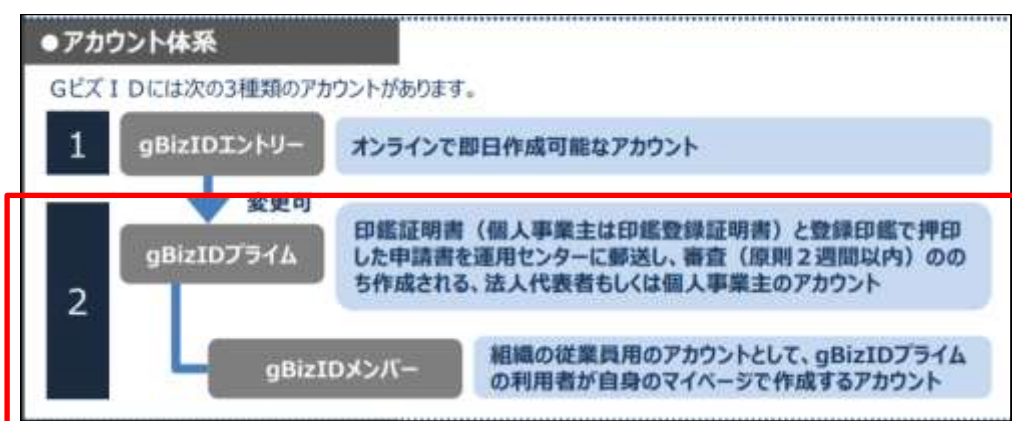 ●アカウント体系
GビズIDには次の3種類のアカウントがあります。
1
gBizIDエントリー
オンラインで即日作成可能なアカウント
変更可
2
gBizIDプライム
印鑑証明書（個人事業主は印鑑登録証明書）と登録印鑑で押印
した申請書を運用センターに郵送し、審査（原則２週間以内）のの
ち作成される、法人代表者もしくは個人事業主のアカウント
gBizIDメンバー
組織の従業員用のアカウントとして、gBizIDプライム
の利用者が自身のマイページで作成するアカウント